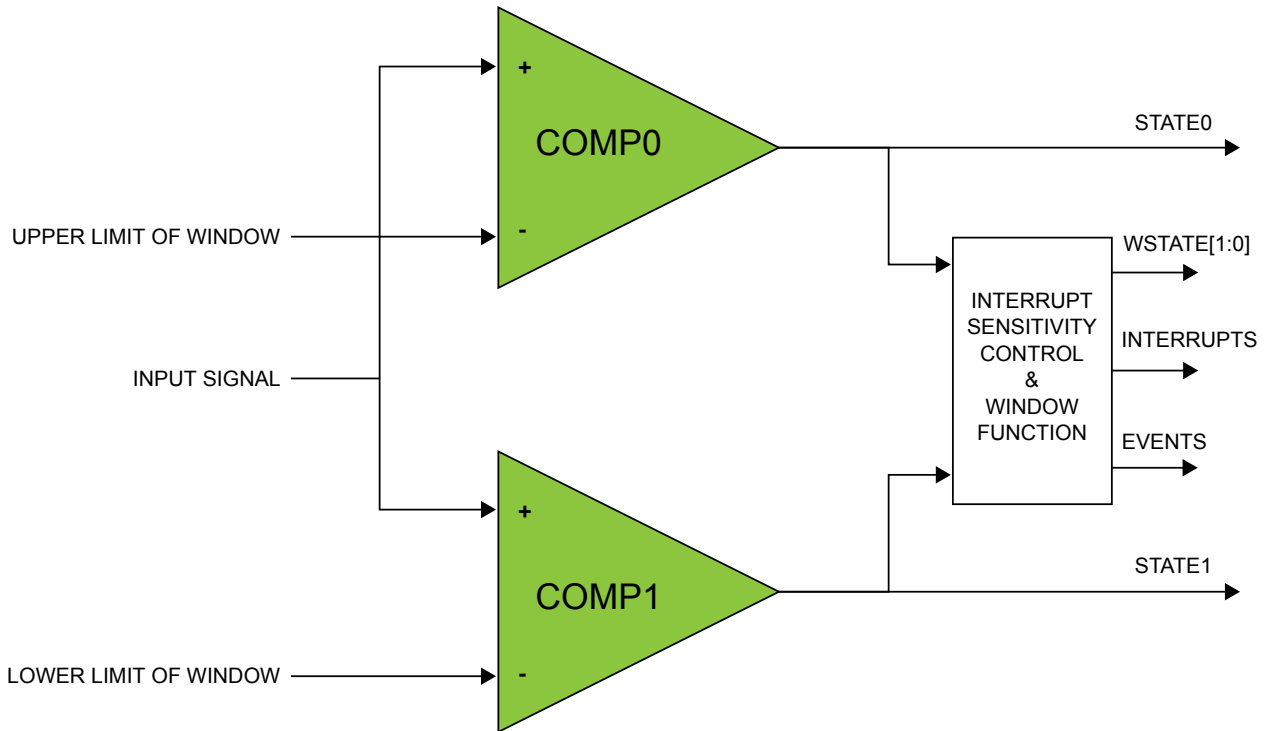 +
COMP0
-
STATE0
UPPER LIMIT OF WINDOW
WSTATE[1:0]
INTERRUPT
SENSITIVITY
CONTROL
&
WINDOW
FUNCTION
INTERRUPTS
EVENTS
INPUT SIGNAL
+
COMP1
-
STATE1
LOWER LIMIT OF WINDOW